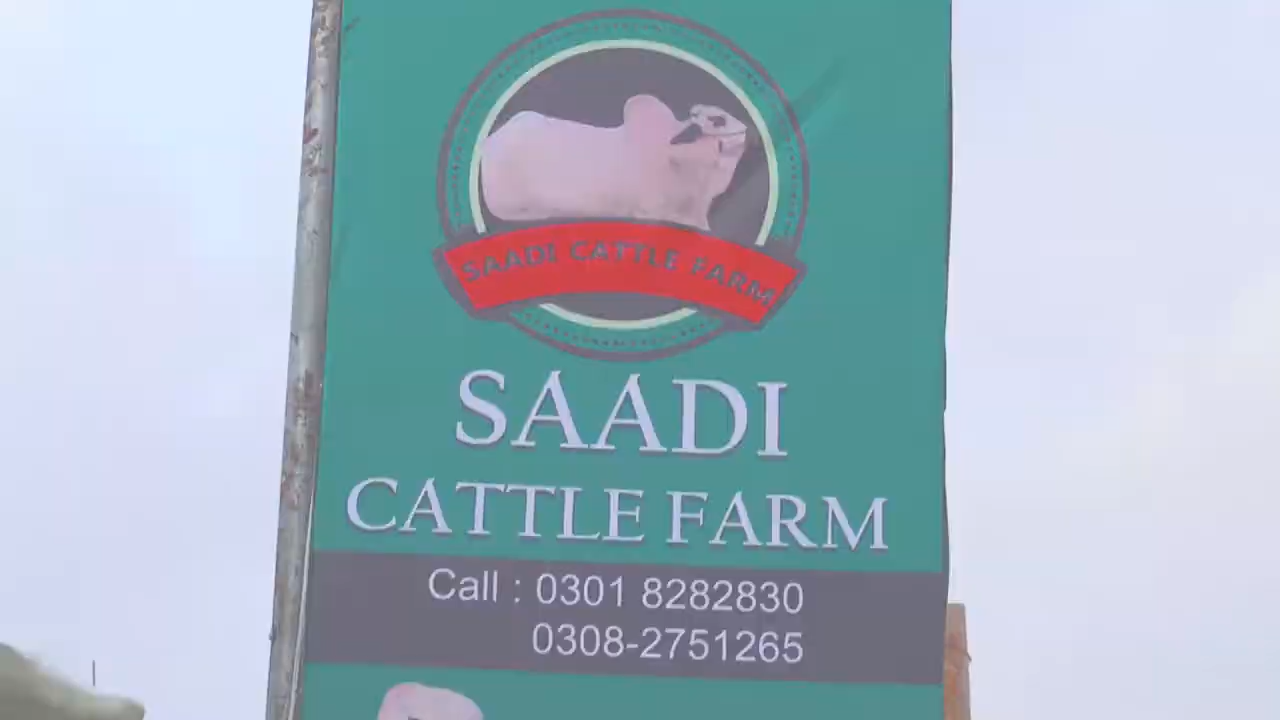 SAADI CATTLE FARM
SAADI
CATTLE FARM
Call : 0301 8282830
0308-2751265